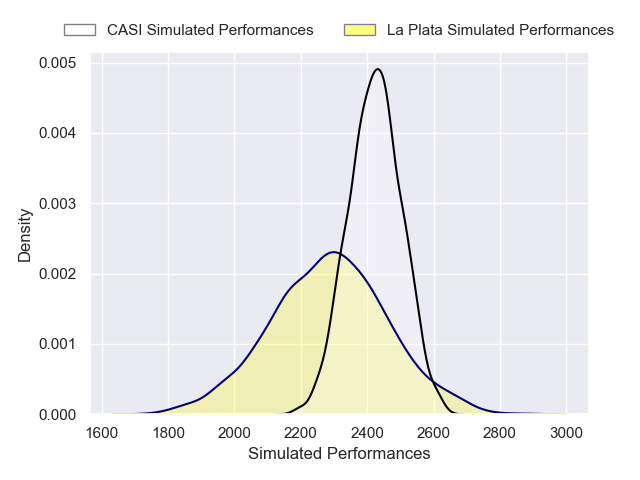 CASI Simulated Performances La Plata Simulated Performances
0.005
0.004
0.003
0.002
0.001
0.000
Density
1600 1800 2000 2200 2400 2600 2800 3000
Simulated Performances